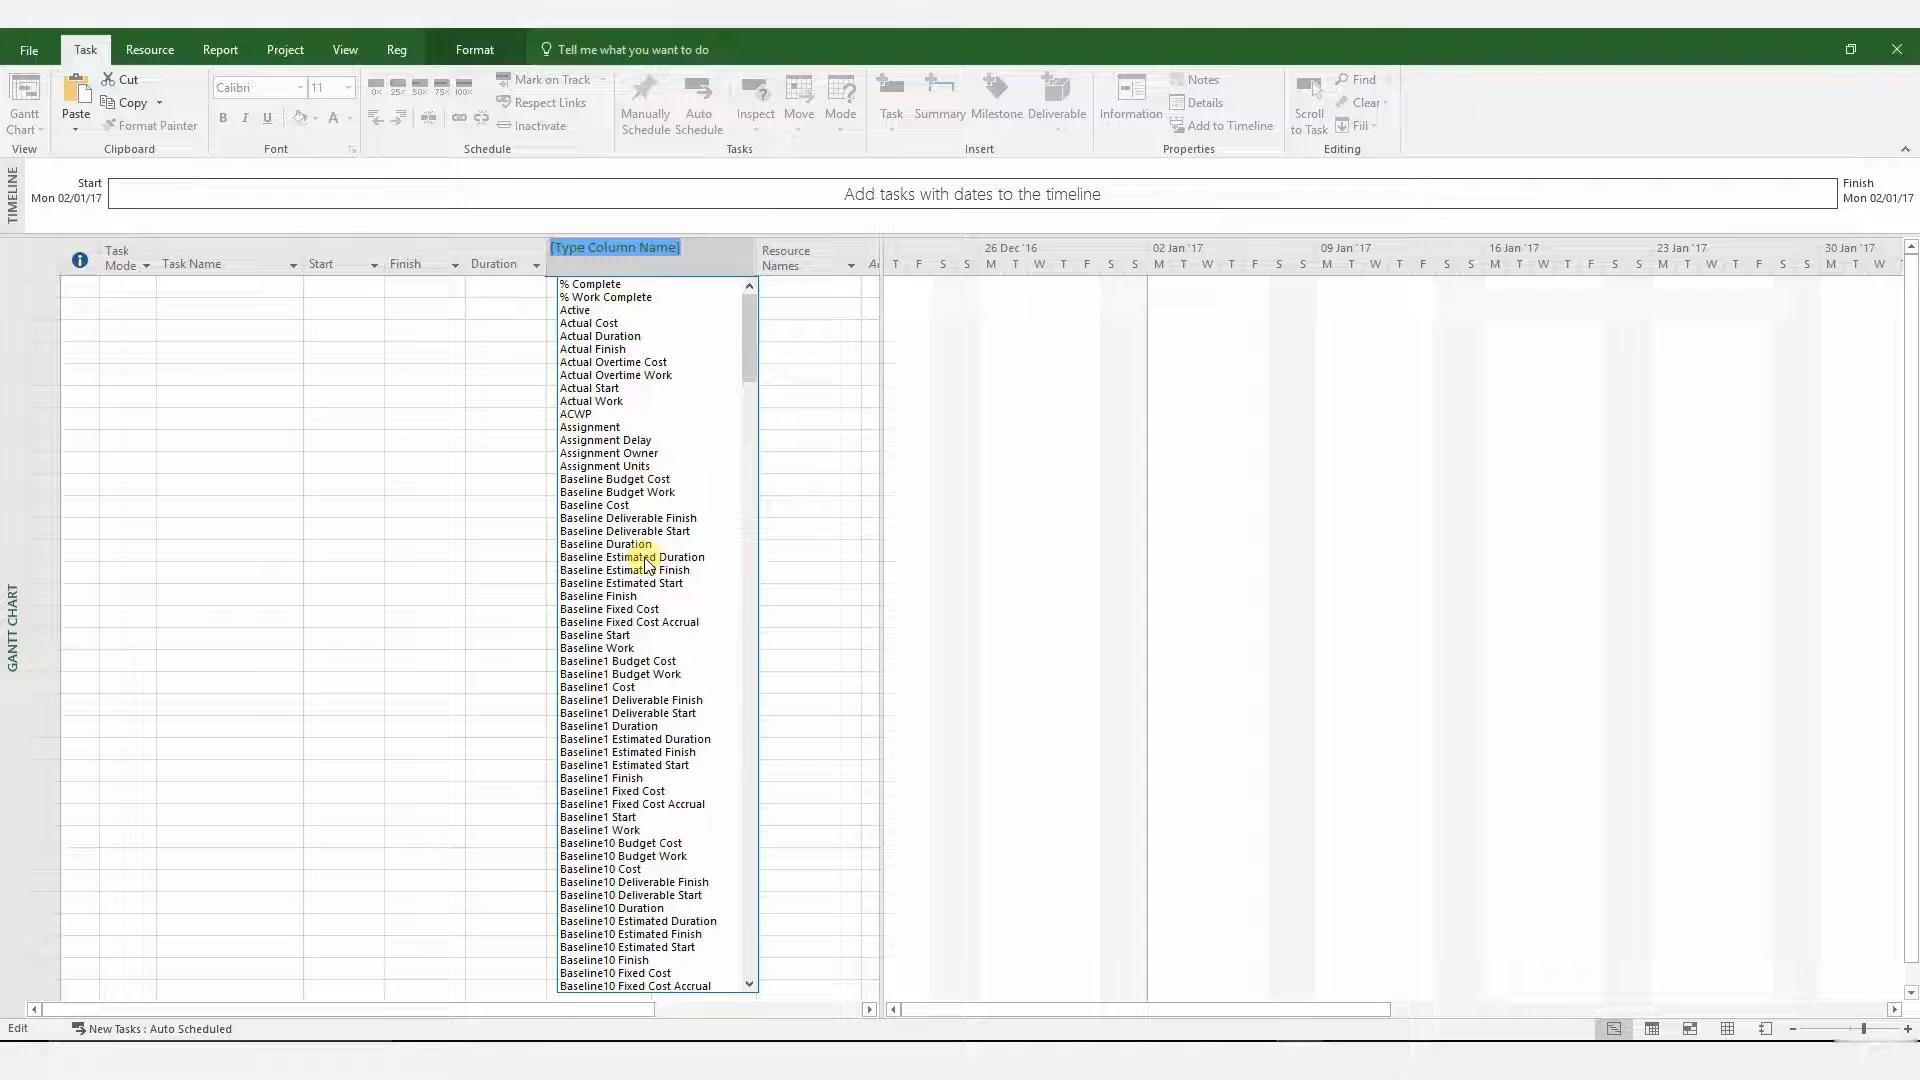 File Task Resource Report Project View Reg Format Tell me what you want to do
Cut
Copy
Format Painter
Paste
Gantt Chart
Calibri 11
B I U A
0% 25% 50% 75% 100%
Mark on Track
Respect Links
Inactivate
Manually Schedule
Auto Schedule
Inspect
Move
Mode
Task
Summary
Milestone
Deliverable
Information
Notes
Details
Add to Timeline
Scroll to Task
Find
Clear
Fill
View Clipboard Font Schedule Tasks Insert Properties Editing
TIMELINE
Start
Mon 02/01/17
Add tasks with dates to the timeline
Finish
Mon 02/01/17
Task Mode
Task Name
Start
Finish
Duration
[Type Column Name]
Resource Names
26 Dec '16 02 Jan '17 09 Jan '17 16 Jan '17 23 Jan '17 30 Jan '17
T F S S M T W T F S S M T W T F S S M T W T F S S M T W T F S S M T W T F S S M T W
% Complete
% Work Complete
Active
Actual Cost
Actual Duration
Actual Finish
Actual Overtime Cost
Actual Overtime Work
Actual Start
Actual Work
ACWP
Assignment
Assignment Delay
Assignment Owner
Assignment Units
Baseline Budget Cost
Baseline Budget Work
Baseline Cost
Baseline Deliverable Finish
Baseline Deliverable Start
Baseline Duration
Baseline Estimated Duration
Baseline Estimated Finish
Baseline Estimated Start
Baseline Finish
Baseline Fixed Cost
Baseline Fixed Cost Accrual
Baseline Start
Baseline Work
Baseline1 Budget Cost
Baseline1 Budget Work
Baseline1 Cost
Baseline1 Deliverable Finish
Baseline1 Deliverable Start
Baseline1 Duration
Baseline1 Estimated Duration
Baseline1 Estimated Finish
Baseline1 Estimated Start
Baseline1 Finish
Baseline1 Fixed Cost
Baseline1 Fixed Cost Accrual
Baseline1 Start
Baseline1 Work
Baseline10 Budget Cost
Baseline10 Budget Work
Baseline10 Cost
Baseline10 Deliverable Finish
Baseline10 Deliverable Start
Baseline10 Duration
Baseline10 Estimated Duration
Baseline10 Estimated Finish
Baseline10 Estimated Start
Baseline10 Finish
Baseline10 Fixed Cost
Baseline10 Fixed Cost Accrual
GANTT CHART
Edit
New Tasks : Auto Scheduled